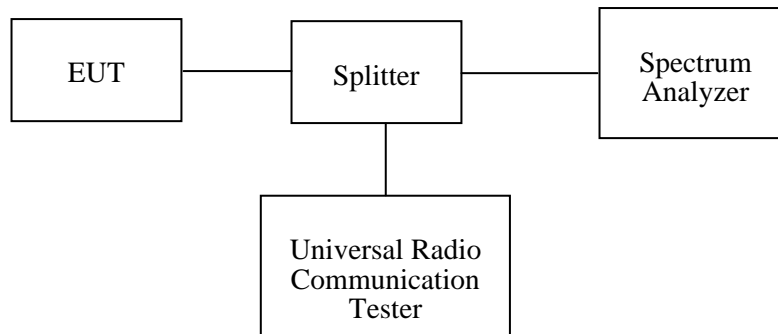 EUT
Splitter
Spectrum
Analyzer
Universal Radio
Communication
Tester